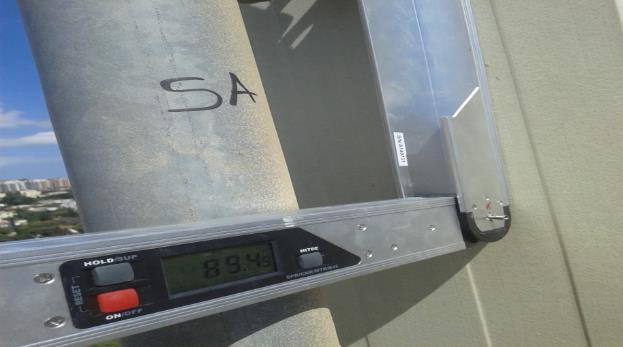 SA
HOLD/SUP
RESET
ON/OFF
89.45
MITRE